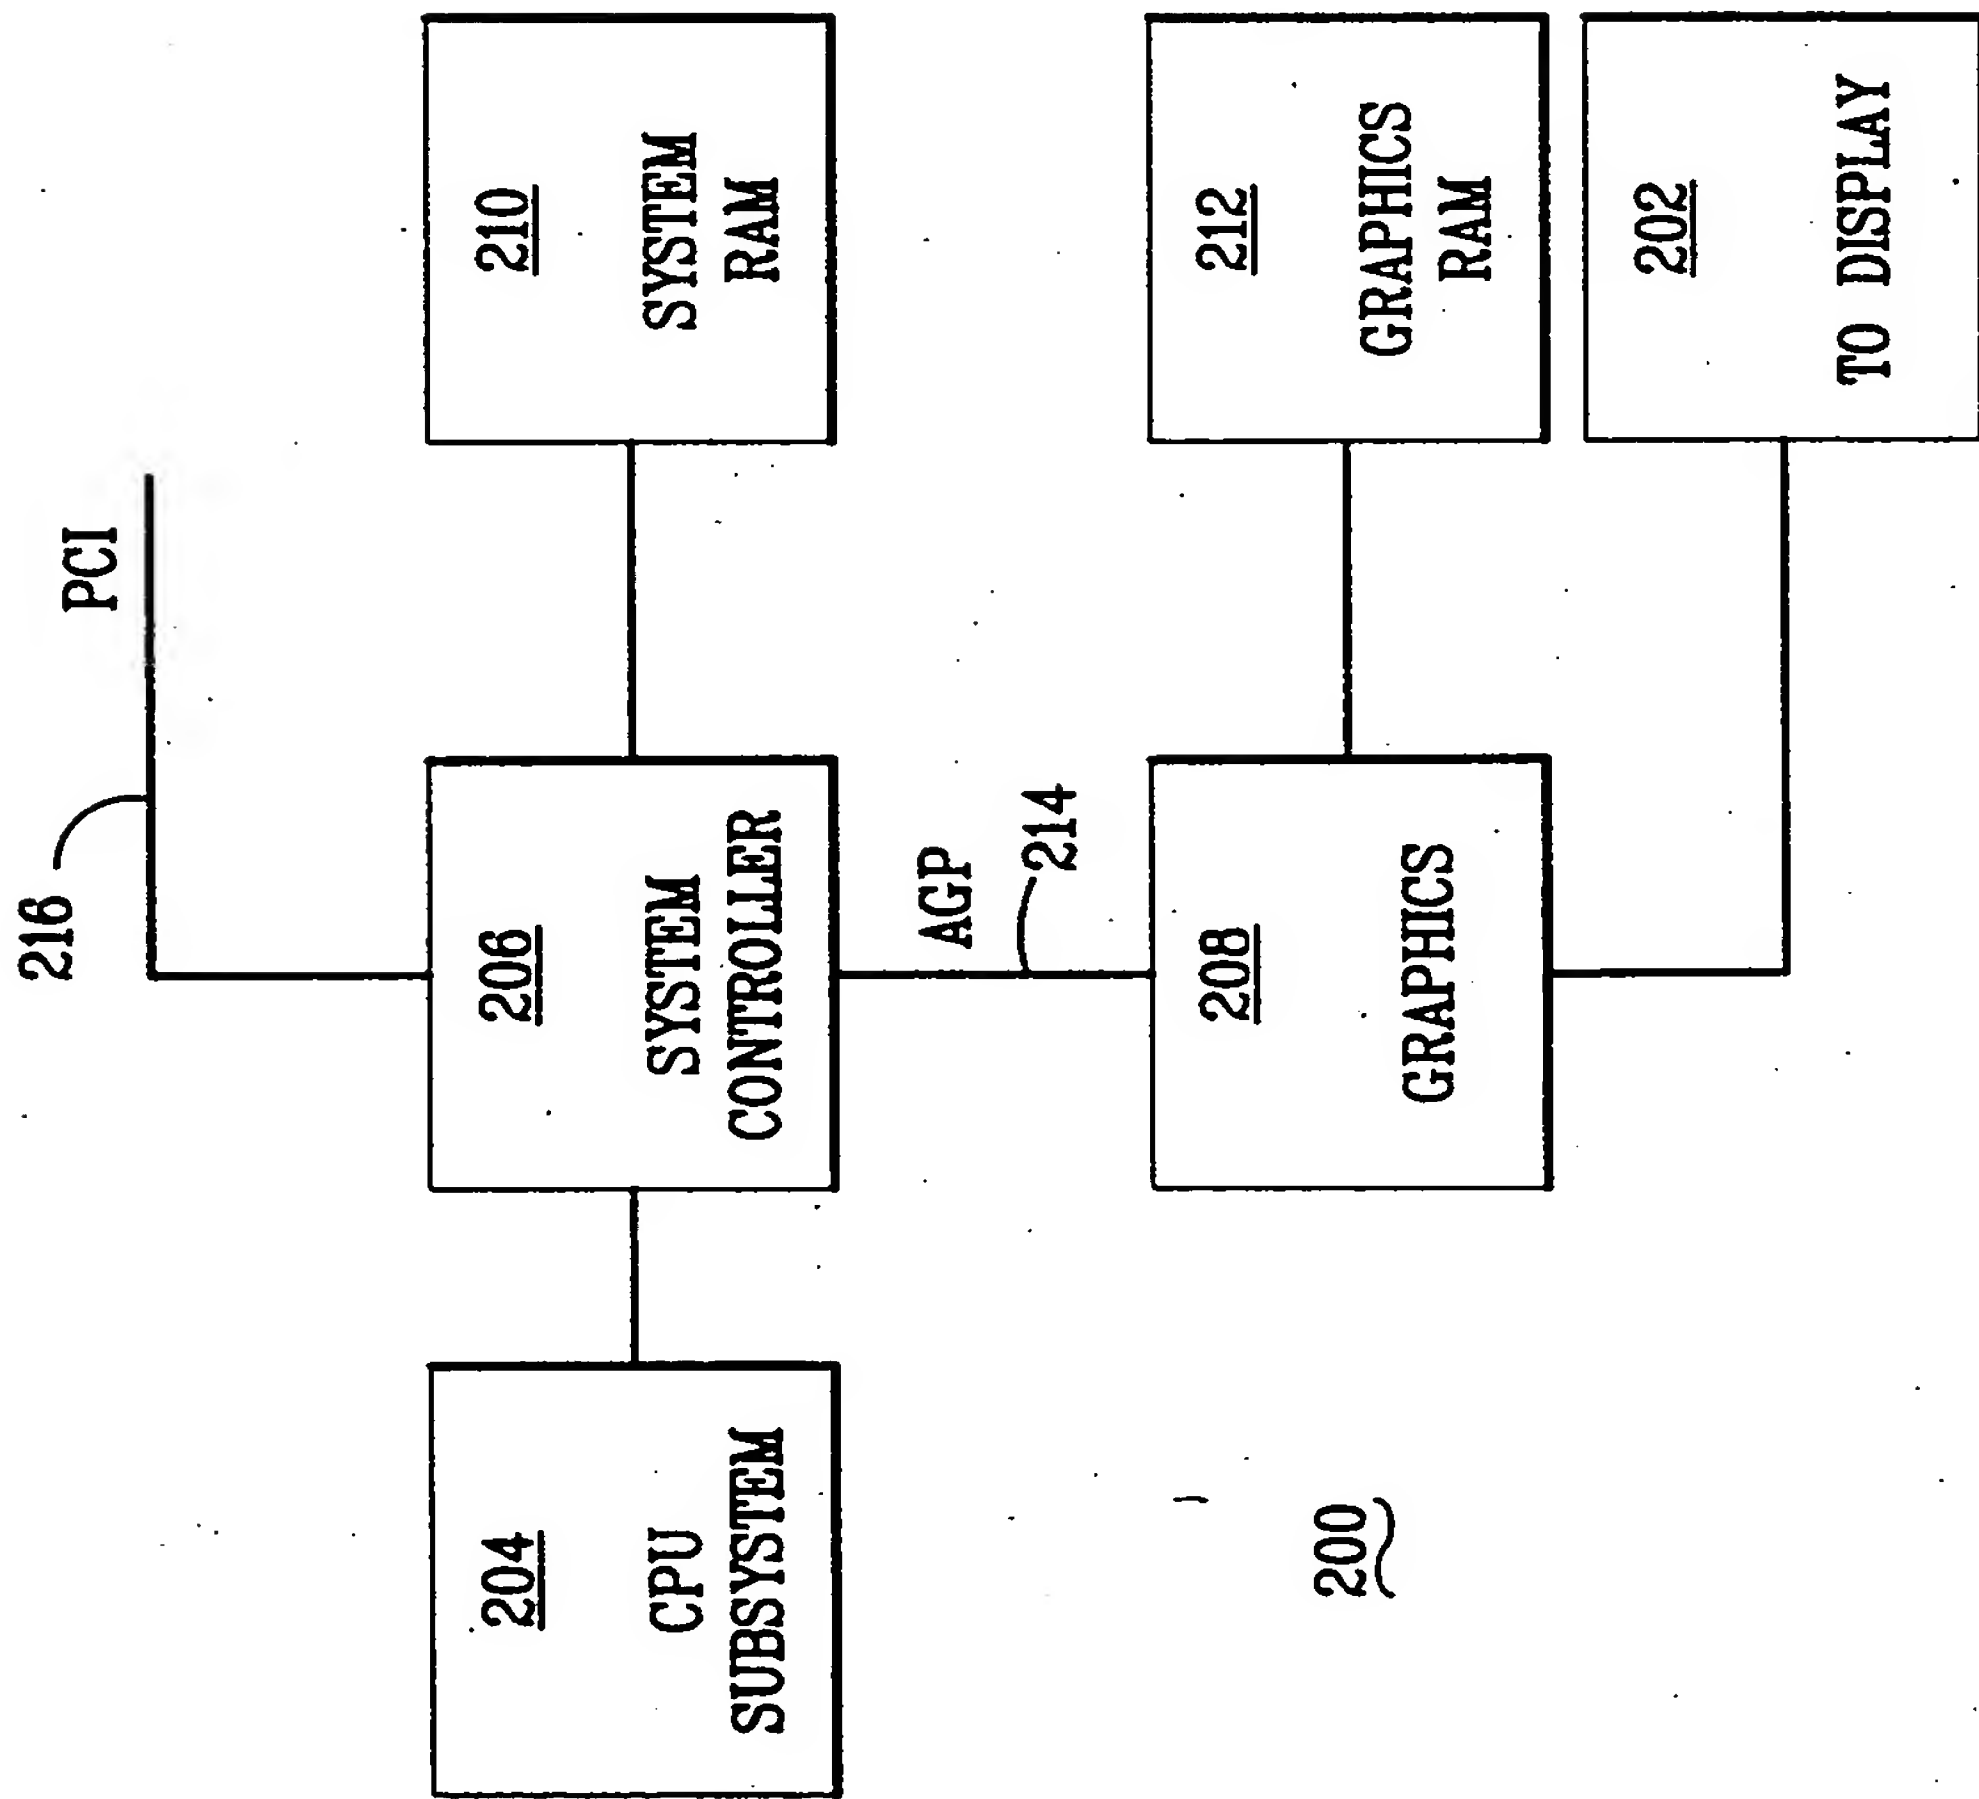 216
PCI
204
CPU
SUBSYSTEM
206
SYSTEM
CONTROLLER
210
SYSTEM
RAM
AGP
214
208
GRAPHICS
212
GRAPHICS
RAM
200
202
TO DISPLAY